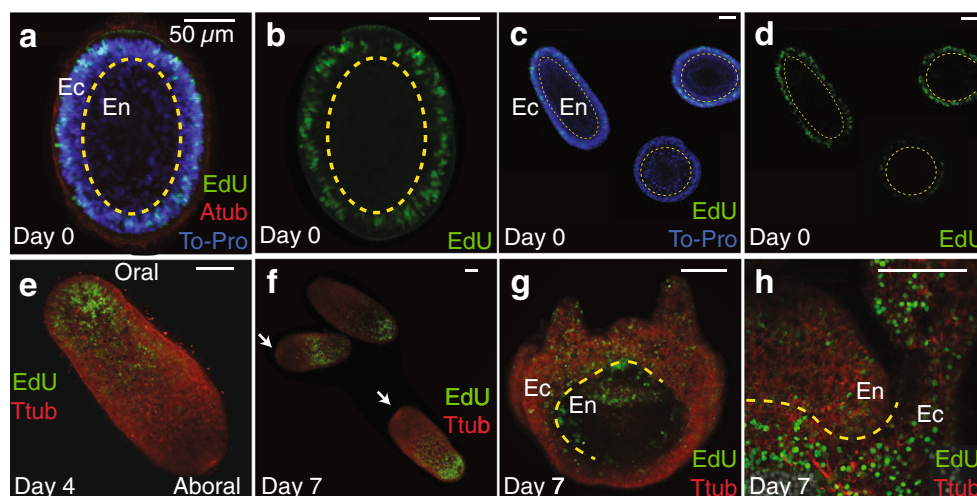 a
50 µm
Ec
En
EdU
Atub
To-Pro
Day 0
b
Day 0
EdU
c
Ec
En
EdU
To-Pro
Day 0
d
Day 0
EdU
e
Oral
EdU
Ttub
Day 4
Aboral
f
EdU
Ttub
Day 7
g
Ec
En
EdU
Ttub
Day 7
h
En
Ec
EdU
Ttub
Day 7